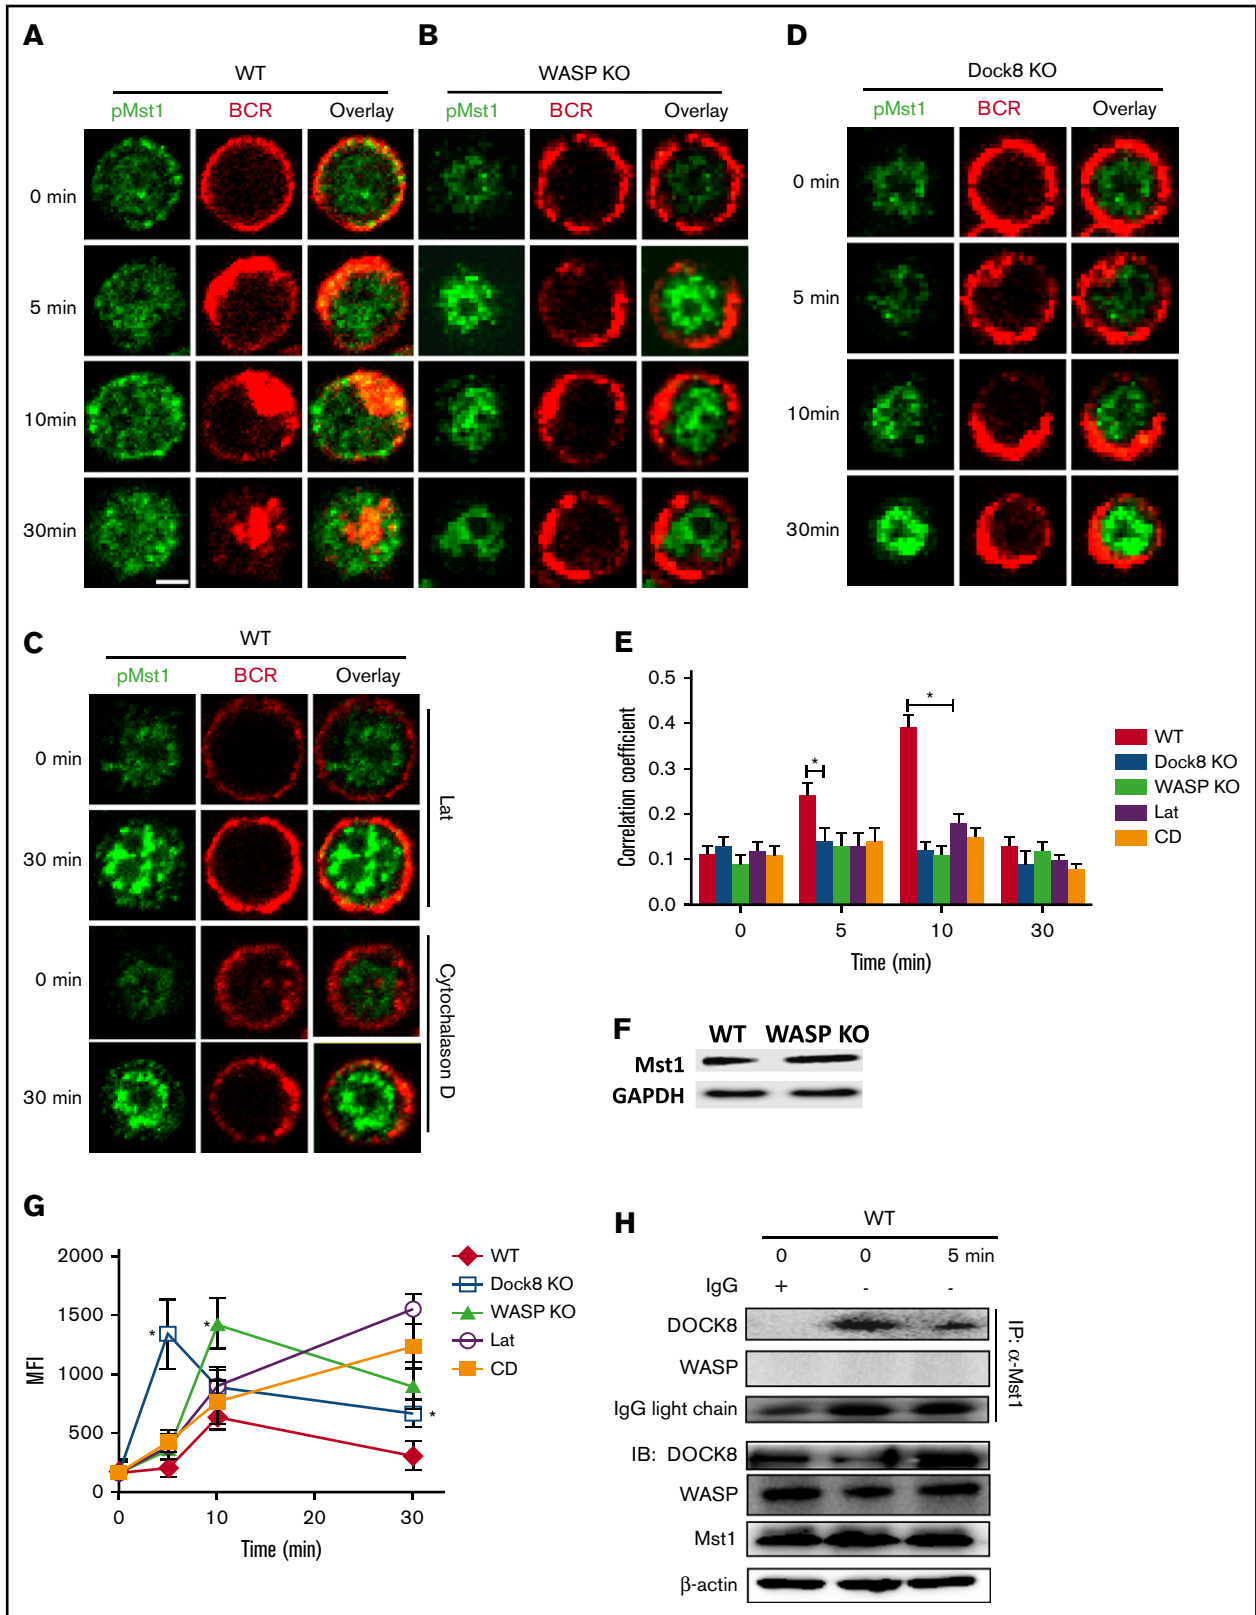 A
WT
pMst1 BCR Overlay
0 min
5 min
10min
30min
B
WASP KO
pMst1 BCR Overlay
D
Dock8 KO
pMst1 BCR Overlay
0 min
5 min
10min
30min
C
WT
pMst1 BCR Overlay
0 min
30 min
Lat
0 min
30 min
Cytochalason D
E
Correlation coefficient
0.5
0.4
0.3
0.2
0.1
0.0
* *
0 5 10 30
Time (min)
WT
Dock8 KO
WASP KO
Lat
CD
F
WT WASP KO
Mst1
GAPDH
G
MFI
2000
1500
1000
500
0
* * *
0 10 20 30
Time (min)
WT
Dock8 KO
WASP KO
Lat
CD
H
WT
0 0 5 min
IgG + - -
DOCK8
WASP
IgG light chain
IP: α-Mst1
IB: DOCK8
WASP
Mst1
β-actin